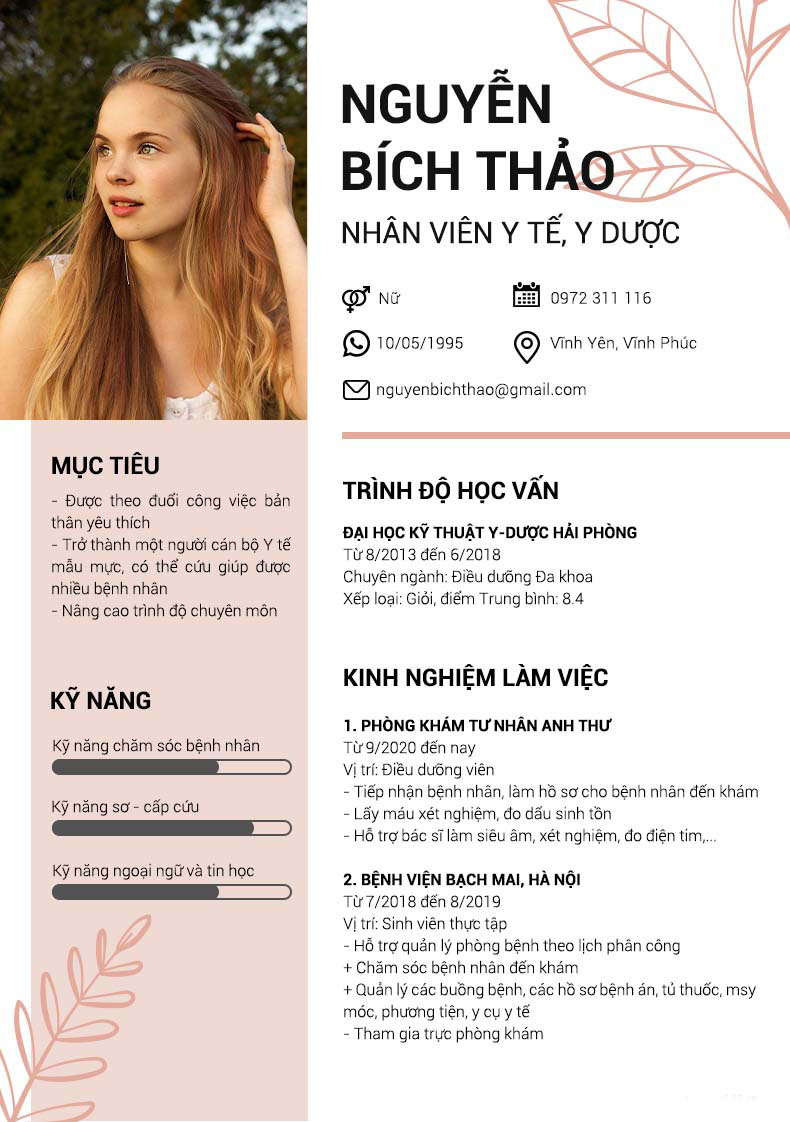 NGUYỄN
BÍCH THẢO
NHÂN VIÊN Y TẾ, Y DƯỢC
Nữ
0972 311 116
10/05/1995
Vĩnh Yên, Vĩnh Phúc
nguyenbichthao@gmail.com
MỤC TIÊU
- Được theo đuổi công việc bản
thân yêu thích
- Trở thành một người cán bộ Y tế
mẫu mực, có thể cứu giúp được
nhiều bệnh nhân
- Nâng cao trình độ chuyên môn
KỸ NĂNG
Kỹ năng chăm sóc bệnh nhân
Kỹ năng sơ - cấp cứu
Kỹ năng ngoại ngữ và tin học
TRÌNH ĐỘ HỌC VẤN
ĐẠI HỌC KỸ THUẬT Y-DƯỢC HẢI PHÒNG
Từ 8/2013 đến 6/2018
Chuyên ngành: Điều dưỡng Đa khoa
Xếp loại: Giỏi, điểm Trung bình: 8.4
KINH NGHIỆM LÀM VIỆC
1. PHÒNG KHÁM TƯ NHÂN ANH THƯ
Từ 9/2020 đến nay
Vị trí: Điều dưỡng viên
- Tiếp nhận bệnh nhân, làm hồ sơ cho bệnh nhân đến khám
- Lấy máu xét nghiệm, đo dấu sinh tồn
- Hỗ trợ bác sĩ làm siêu âm, xét nghiệm, đo điện tim,...
2. BỆNH VIỆN BẠCH MAI, HÀ NỘI
Từ 7/2018 đến 8/2019
Vị trí: Sinh viên thực tập
- Hỗ trợ quản lý phòng bệnh theo lịch phân công
+ Chăm sóc bệnh nhân đến khám
+ Quản lý các buồng bệnh, các hồ sơ bệnh án, tủ thuốc, msy
móc, phương tiện, y cụ y tế
- Tham gia trực phòng khám